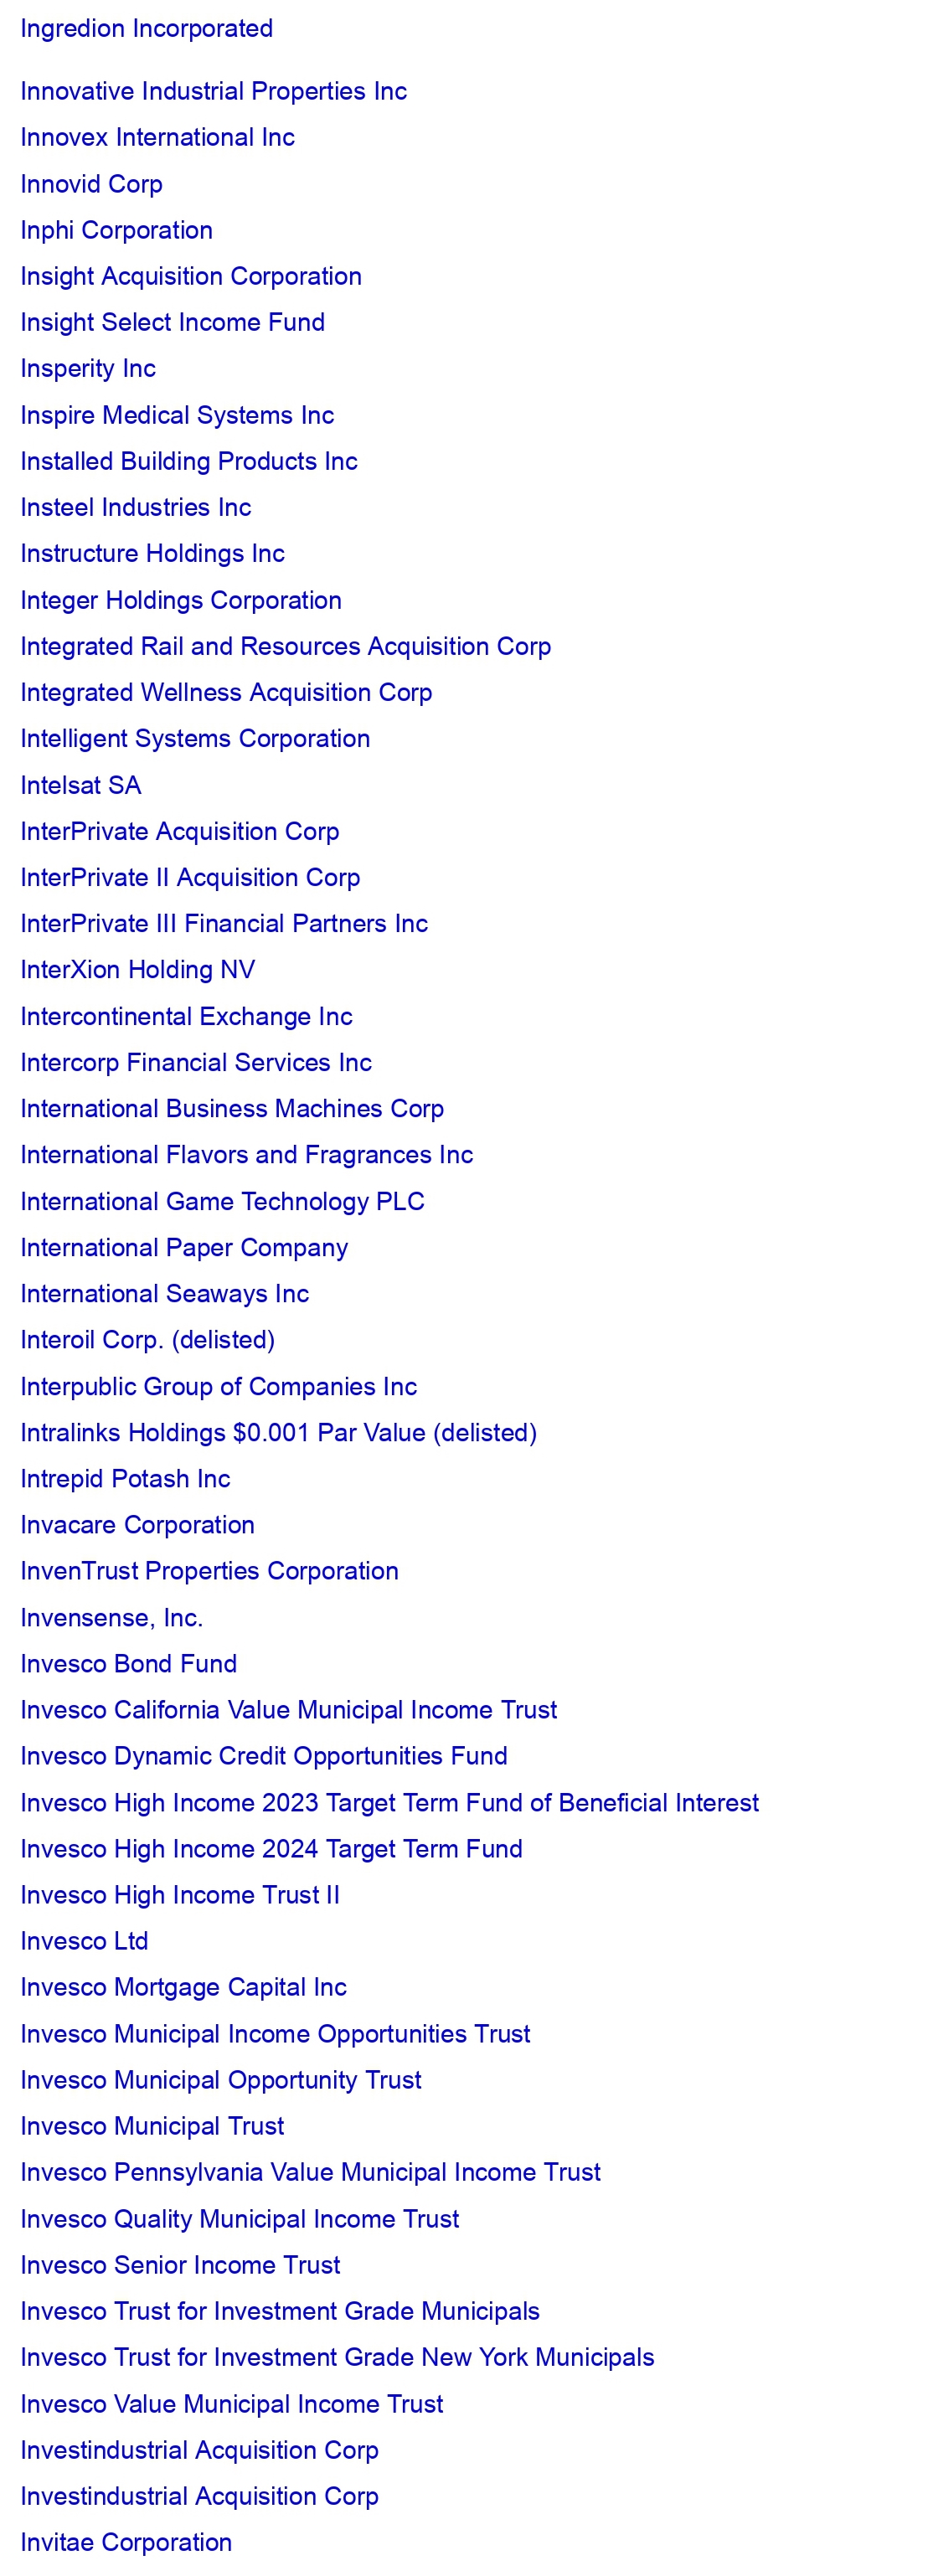 Ingredion Incorporated
Innovative Industrial Properties Inc
Innovex International Inc
Innovid Corp
Inphi Corporation
Insight Acquisition Corporation
Insight Select Income Fund
Insperity Inc
Inspire Medical Systems Inc
Installed Building Products Inc
Insteel Industries Inc
Instructure Holdings Inc
Integer Holdings Corporation
Integrated Rail and Resources Acquisition Corp
Integrated Wellness Acquisition Corp
Intelligent Systems Corporation
Intelsat SA
InterPrivate Acquisition Corp
InterPrivate II Acquisition Corp
InterPrivate III Financial Partners Inc
InterXion Holding NV
Intercontinental Exchange Inc
Intercorp Financial Services Inc
International Business Machines Corp
International Flavors and Fragrances Inc
International Game Technology PLC
International Paper Company
International Seaways Inc
Interoil Corp. (delisted)
Interpublic Group of Companies Inc
Intralinks Holdings $0.001 Par Value (delisted)
Intrepid Potash Inc
Invacare Corporation
InvenTrust Properties Corporation
Invensense, Inc.
Invesco Bond Fund
Invesco California Value Municipal Income Trust
Invesco Dynamic Credit Opportunities Fund
Invesco High Income 2023 Target Term Fund of Beneficial Interest
Invesco High Income 2024 Target Term Fund
Invesco High Income Trust II
Invesco Ltd
Invesco Mortgage Capital Inc
Invesco Municipal Income Opportunities Trust
Invesco Municipal Opportunity Trust
Invesco Municipal Trust
Invesco Pennsylvania Value Municipal Income Trust
Invesco Quality Municipal Income Trust
Invesco Senior Income Trust
Invesco Trust for Investment Grade Municipals
Invesco Trust for Investment Grade New York Municipals
Invesco Value Municipal Income Trust
Investindustrial Acquisition Corp
Investindustrial Acquisition Corp
Invitae Corporation